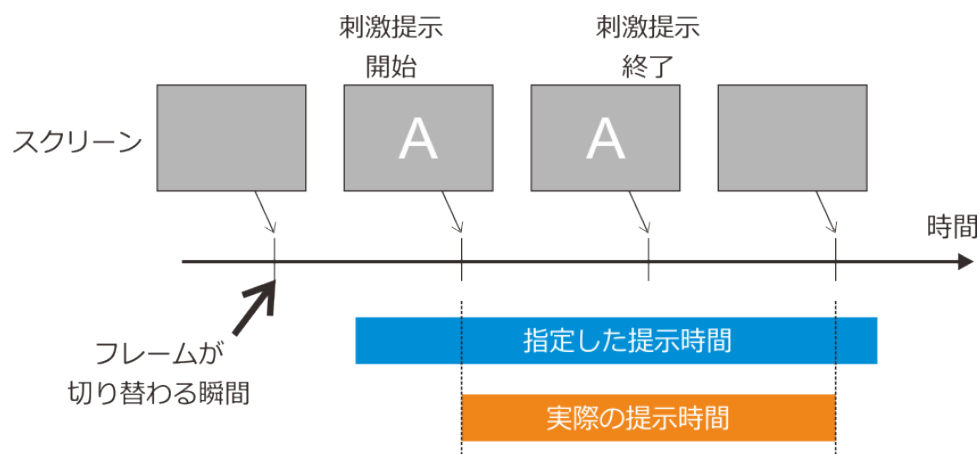 刺激提示
開始
刺激提示
終了
スクリーン
A
A
時間
フレームが
切り替わる瞬間
指定した提示時間
実際の提示時間